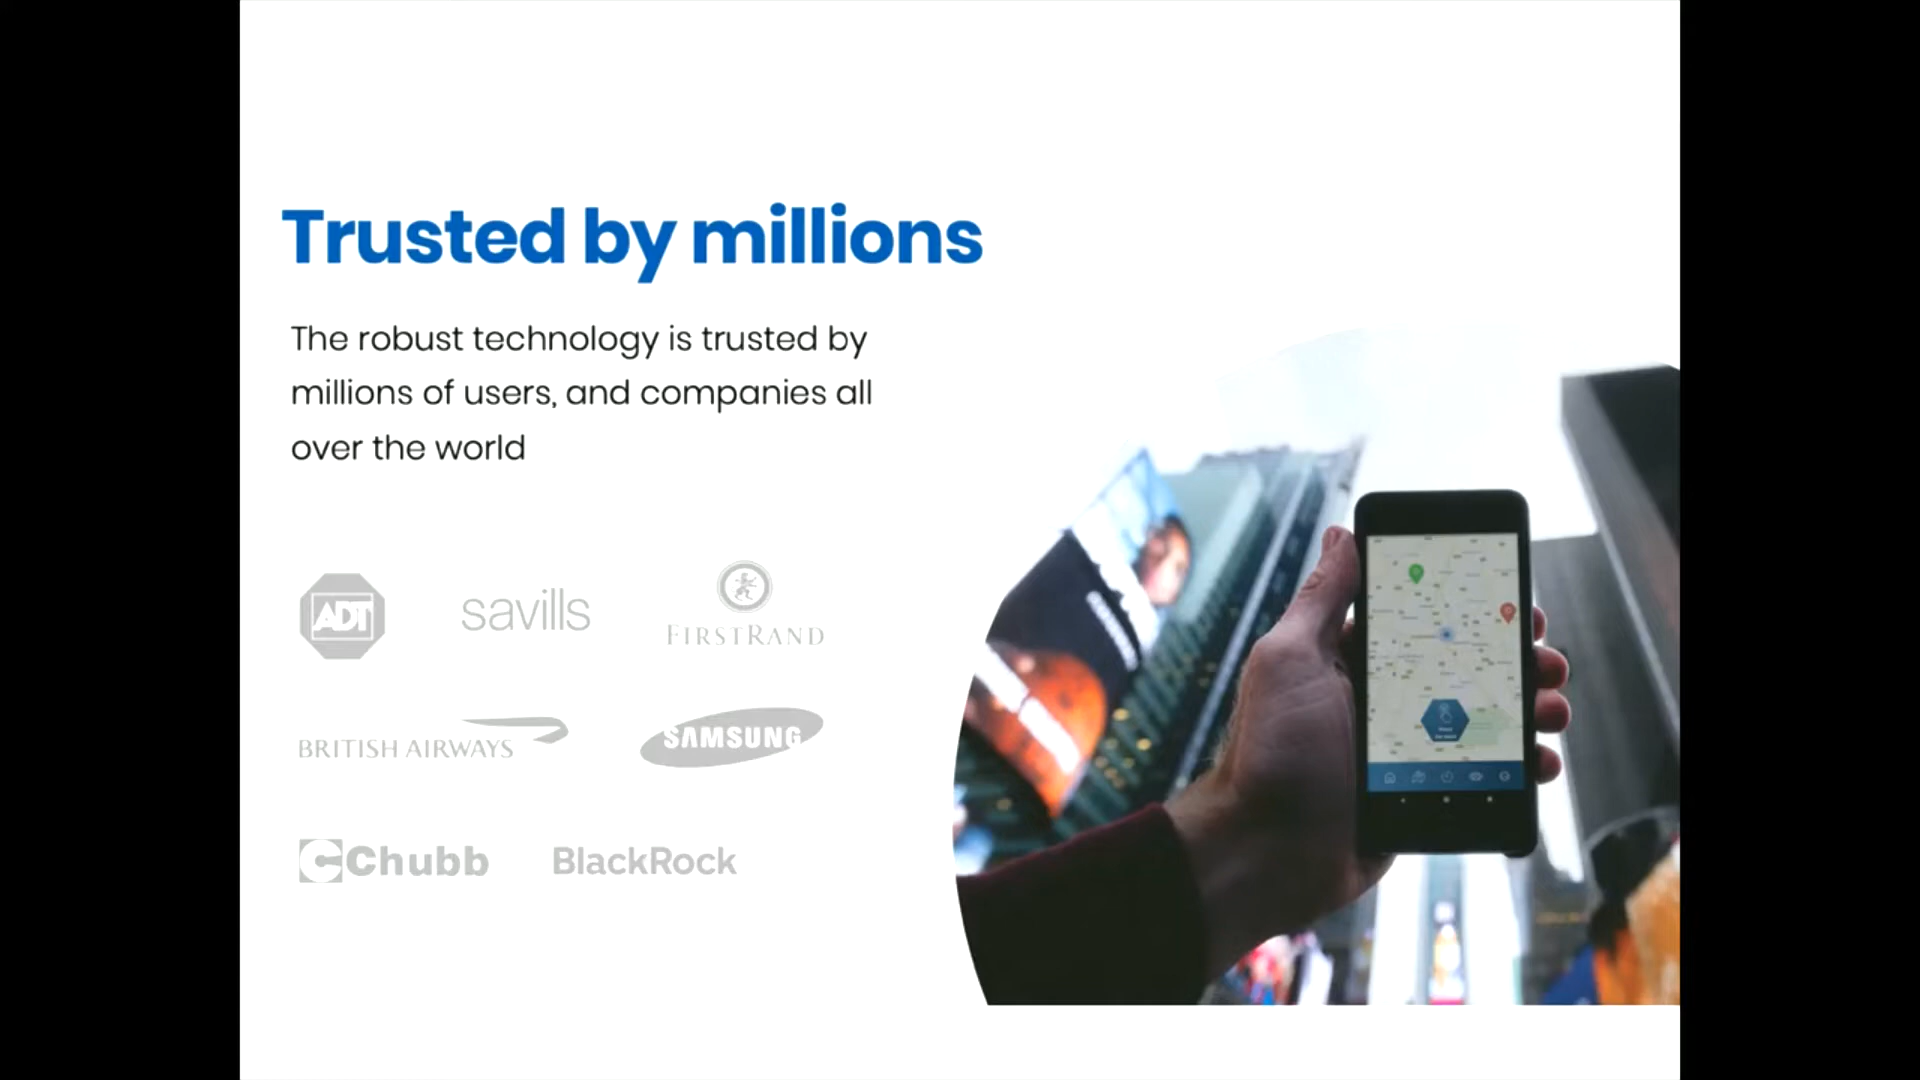 Trusted by millions
The robust technology is trusted by
millions of users, and companies all
over the world
ADT
savills
FIRSTRAND
BRITISH AIRWAYS
SAMSUNG
Chubb
BlackRock